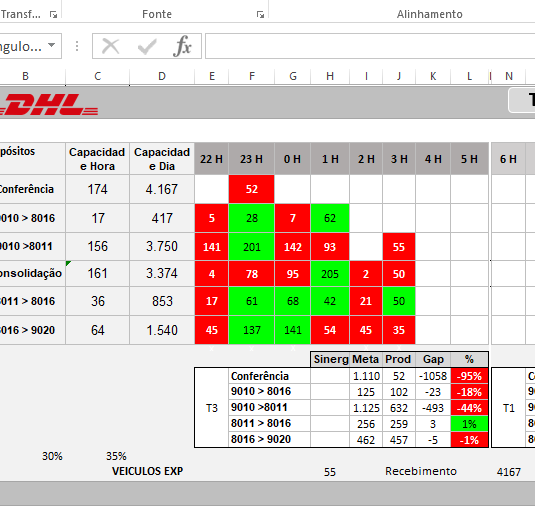 Transf... Fonte Alinhamento
ngulo... fx
B C D E F G H I J K L N
DHL T
pósitos Capacidad e Hora Capacidad e Dia 22 H 23 H 0 H 1 H 2 H 3 H 4 H 5 H 6 H
Conferência 174 4.167 52
9010 > 8016 17 417 5 28 7 62
9010 >8011 156 3.750 141 201 142 93 55
onsolidação 161 3.374 4 78 95 205 2 50
8011 > 8016 36 853 17 61 68 42 21 50
8016 > 9020 64 1.540 45 137 141 54 45 35
Sinerg Meta Prod Gap %
Conferência 1.110 52 -1058 -95% C
9010 > 8016 125 102 -23 -18% 90
T3 9010 >8011 1.125 632 -493 -44% T1 90
8011 > 8016 256 259 3 1% 80
8016 > 9020 462 457 -5 -1% 80
30% 35%
VEICULOS EXP 55 Recebimento 4167